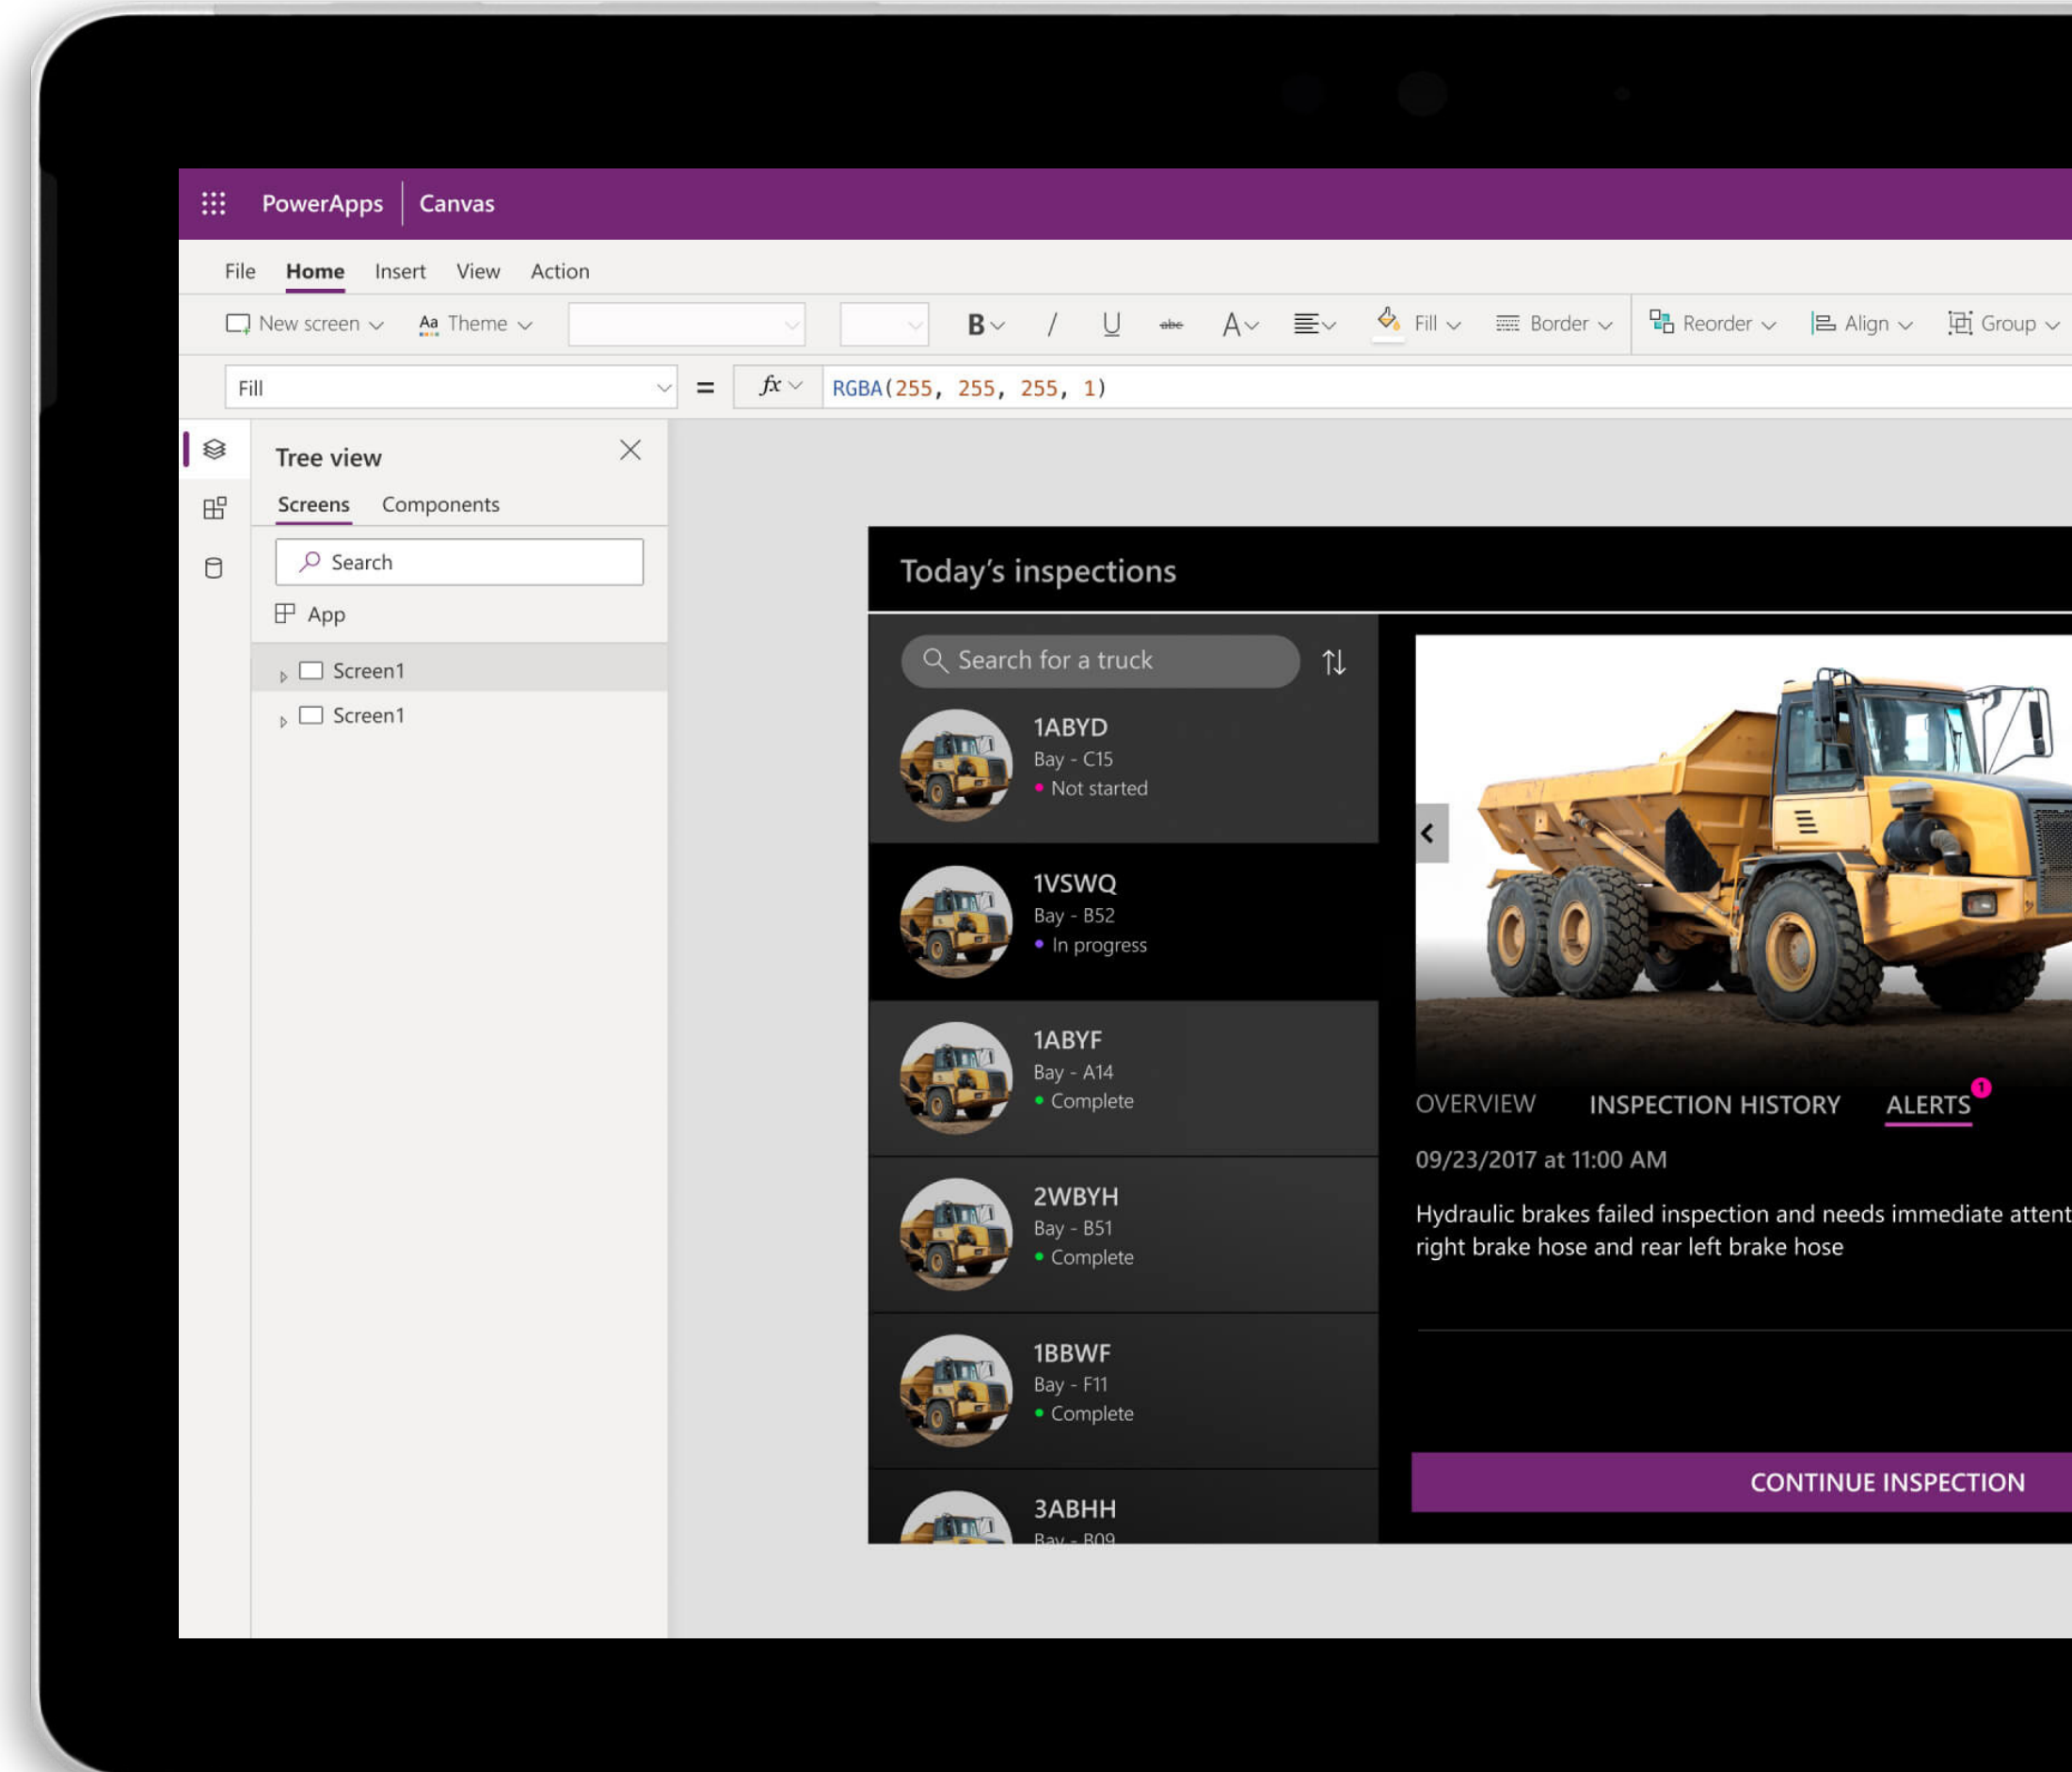 PowerApps Canvas
File Home Insert View Action
New screen Aa Theme B / U abc A Fill Border Reorder Align Group
Fill = fx RGBA(255, 255, 255, 1)
Tree view
Screens Components
Search
App
Screen1
Screen1
Today's inspections
Search for a truck
1ABYD
Bay - C15
Not started
1VSWQ
Bay - B52
In progress
1ABYF
Bay - A14
Complete
2WBYH
Bay - B51
Complete
1BBWF
Bay - F11
Complete
3ABHH
Bay - B09
OVERVIEW INSPECTION HISTORY ALERTS 1
09/23/2017 at 11:00 AM
Hydraulic brakes failed inspection and needs immediate attent
right brake hose and rear left brake hose
CONTINUE INSPECTION